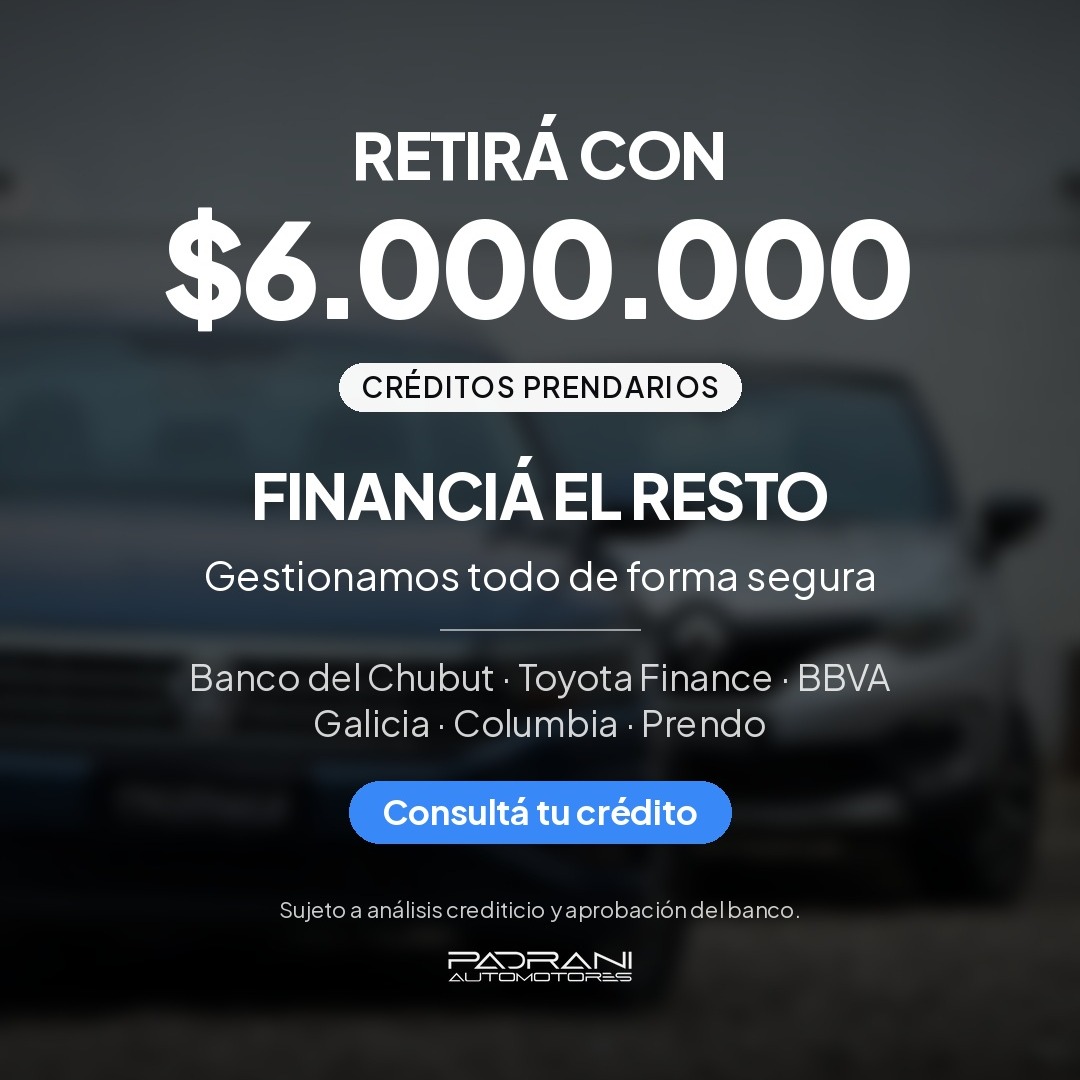 RETIRÁ CON
$6.000.000
CRÉDITOS PRENDARIOS
FINANCIÁ EL RESTO
Gestionamos todo de forma segura
Banco del Chubut · Toyota Finance · BBVA
Galicia · Columbia · Prendo
Consultá tu crédito
Sujeto a análisis crediticio y aprobación del banco.
PADRANI
AUTOMOTORES